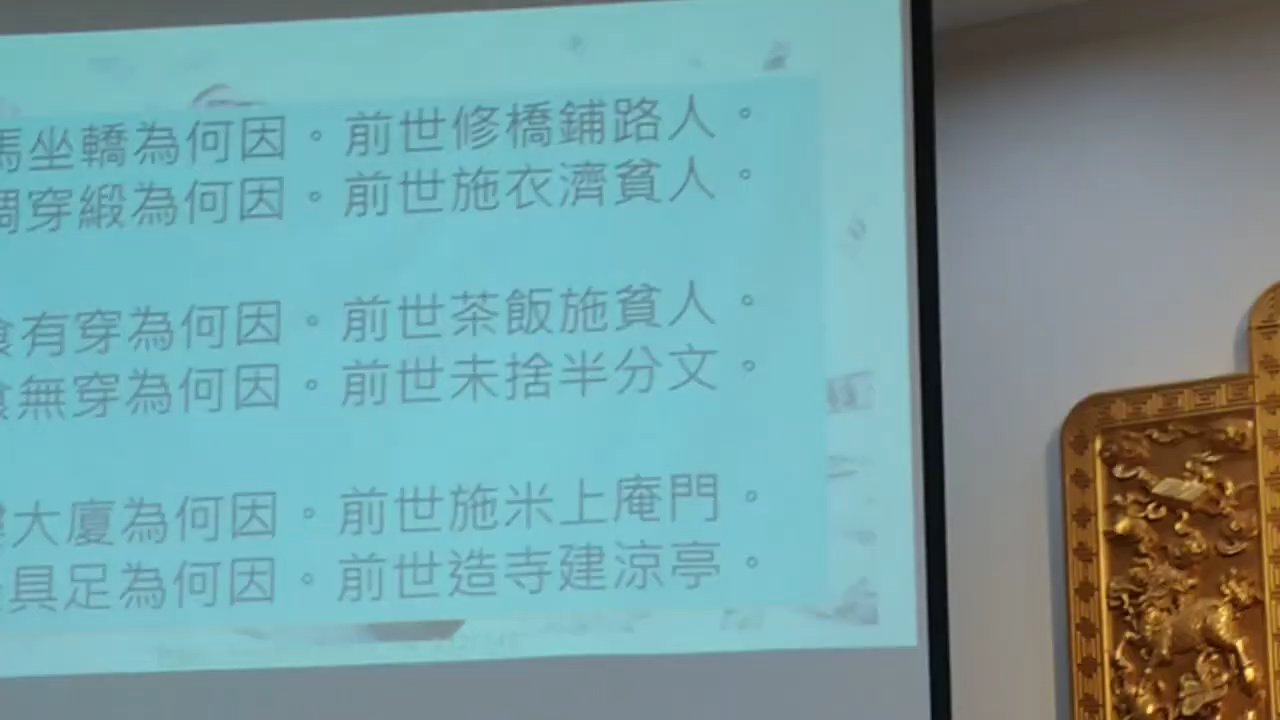 馬坐轎為何因。前世修橋鋪路人。
穿緞為何因。前世施衣濟貧人。
食有穿為何因。前世茶飯施貧人。
食無穿為何因。前世未捨半分文。
大廈為何因。前世施米上庵門。
具足為何因。前世造寺建涼亭。